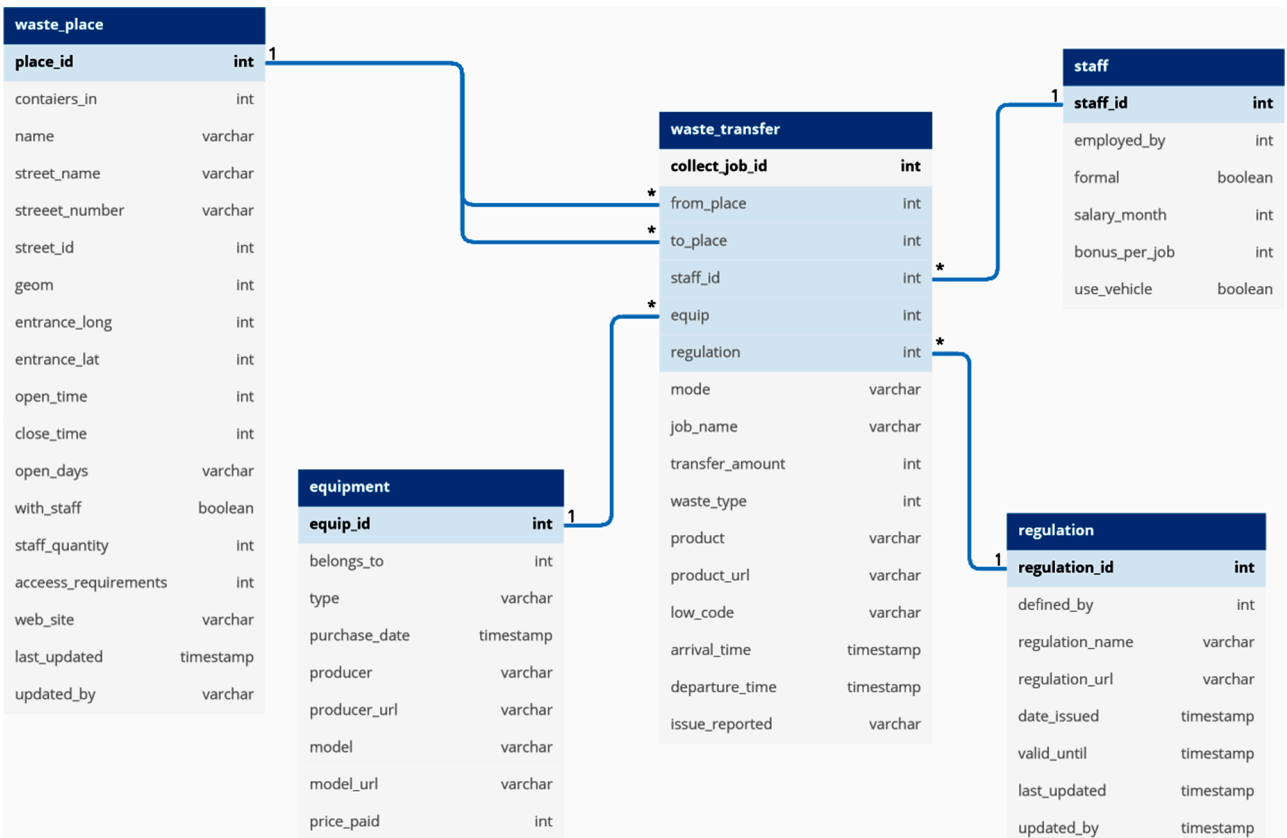 waste_place
place_id int
contaiers_in int
name varchar
street_name varchar
streeet_number varchar
street_id int
geom int
entrance_long int
entrance_lat int
open_time int
close_time int
open_days varchar
with_staff boolean
staff_quantity int
acceess_requirements int
web_site varchar
last_updated timestamp
updated_by varchar
1
*
*
*
1
equipment
equip_id int
belongs_to int
type varchar
purchase_date timestamp
producer varchar
producer_url varchar
model varchar
model_url varchar
price_paid int
waste_transfer
collect_job_id int
from_place int
to_place int
staff_id int
equip int
regulation int
mode varchar
job_name varchar
transfer_amount int
waste_type int
product varchar
product_url varchar
low_code varchar
arrival_time timestamp
departure_time timestamp
issue_reported varchar
*
*
1
1
staff
staff_id int
employed_by int
formal boolean
salary_month int
bonus_per_job int
use_vehicle boolean
regulation
regulation_id int
defined_by int
regulation_name varchar
regulation_url varchar
date_issued timestamp
valid_until timestamp
last_updated timestamp
updated_by timestamp